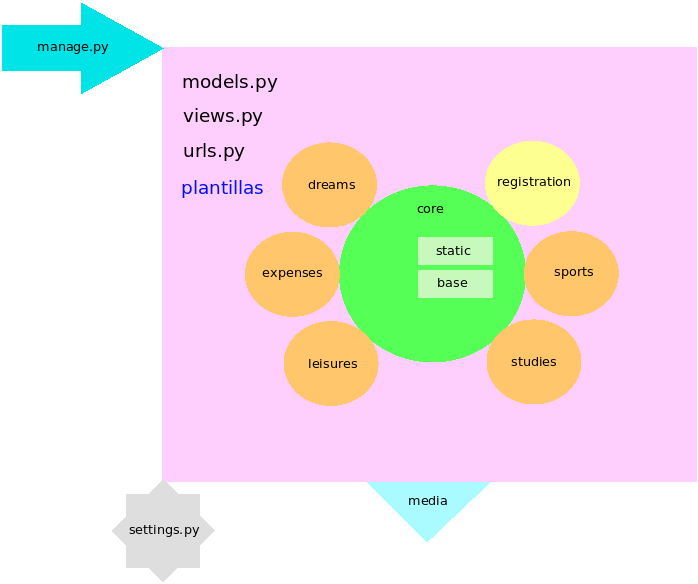 manage.py
models.py
views.py
urls.py
plantillas
dreams
registration
core
static
base
expenses
sports
leisures
studies
media
settings.py